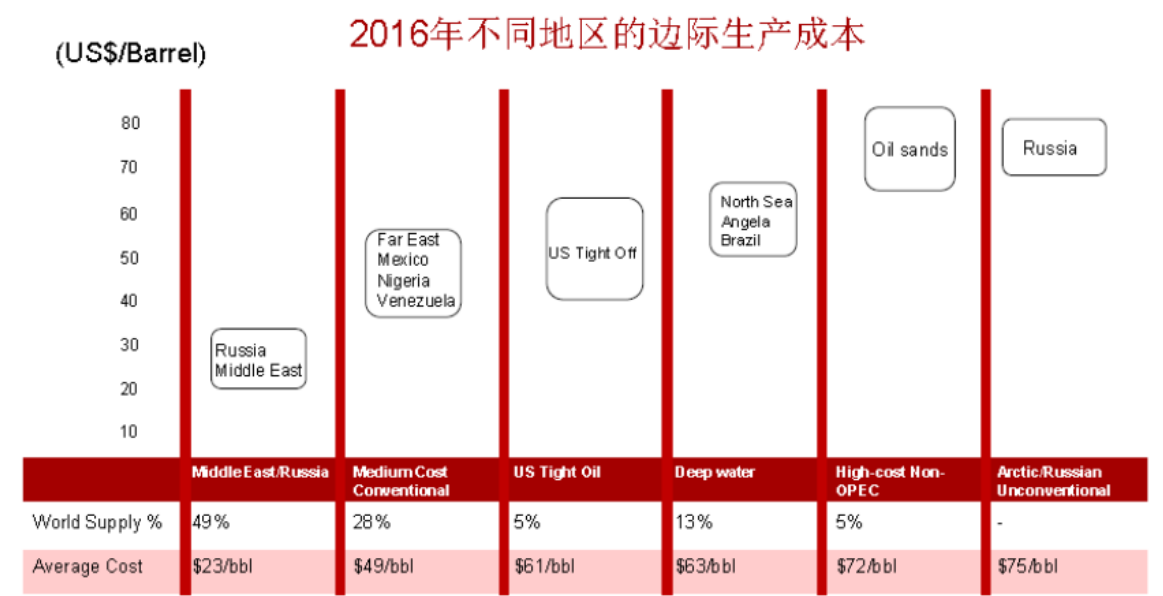 2016年不同地区的边际生产成本
(US$/Barrel)
80
70
60
50
40
30
20
10
Russia
Middle East
Far East
Mexico
Nigeria
Venezuela
US Tight Off
North Sea
Angela
Brazil
Oil sands
Russia
Middle East/Russia
Medium Cost
Conventional
US Tight Oil
Deep water
High-cost Non-
OPEC
Arctic/Russian
Unconventional
World Supply % 49% 28% 5% 13% 5% -
Average Cost $23/bbl $49/bbl $61/bbl $63/bbl $72/bbl $75/bbl